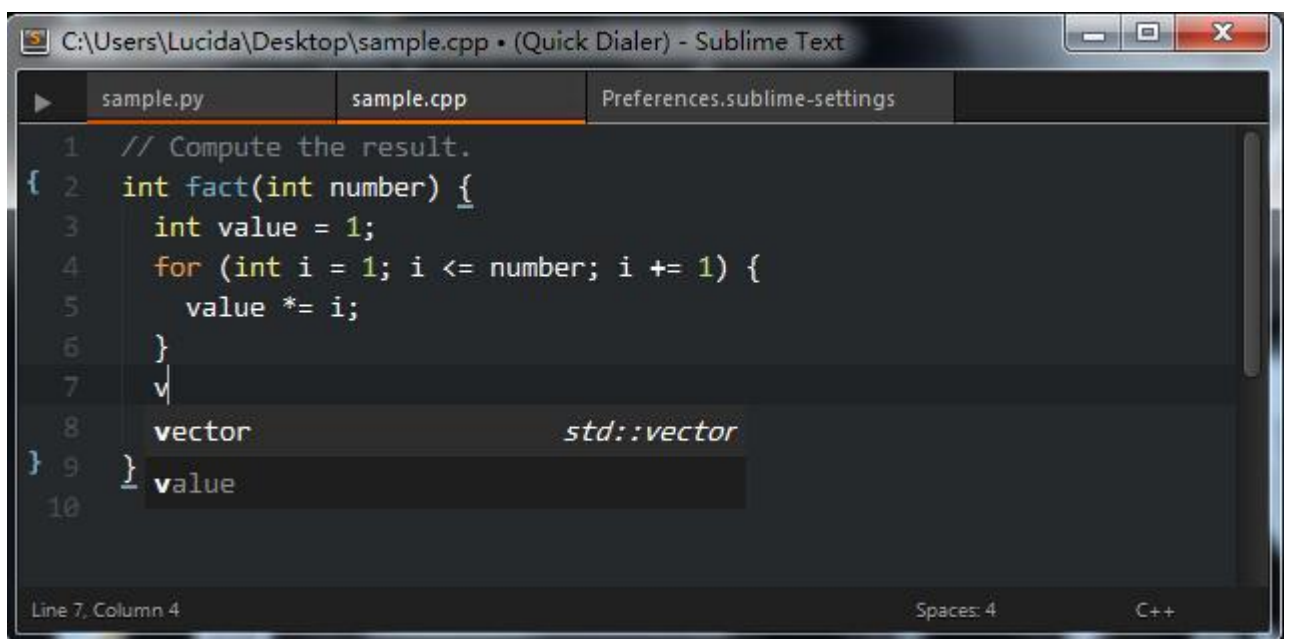 C:\Users\Lucida\Desktop\sample.cpp • (Quick Dialer) - Sublime Text
sample.py sample.cpp Preferences.sublime-settings
1 // Compute the result.
{ 2 int fact(int number) {
3 int value = 1;
4 for (int i = 1; i <= number; i += 1) {
5 value *= i;
6 }
7 v
8 vector std::vector
} 9 }
value
10
Line 7, Column 4 Spaces: 4 C++